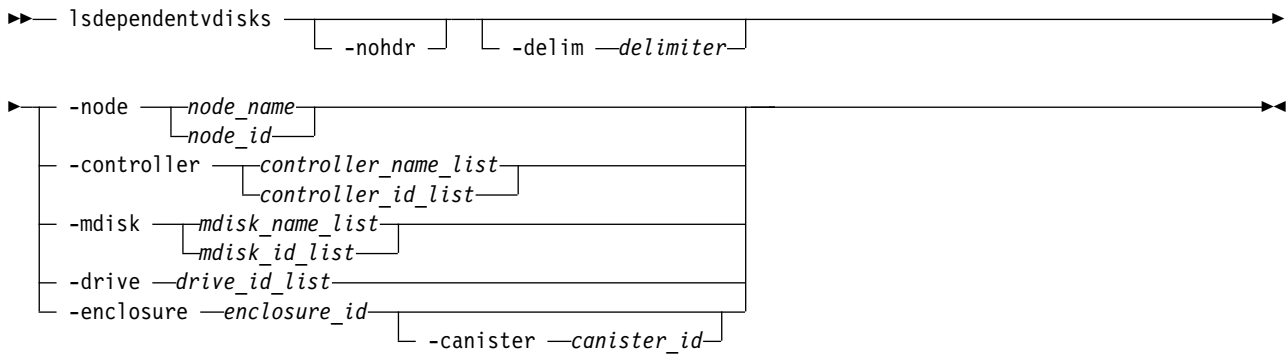 lsdependentvdisks
-nohdr -delim delimiter
-node node_name
node_id
-controller controller_name_list
controller_id_list
-mdisk mdisk_name_list
mdisk_id_list
-drive drive_id_list
-enclosure enclosure_id
-canister canister_id